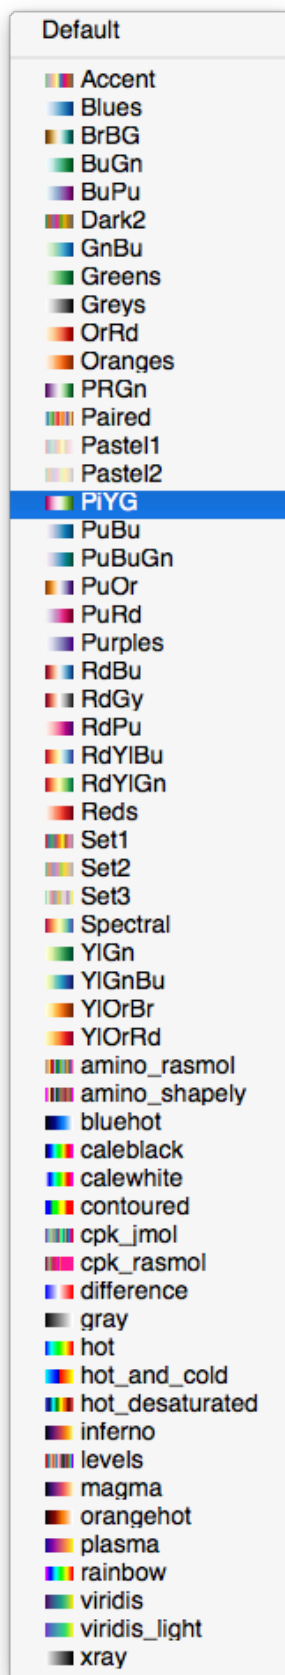 Default
Accent
Blues
BrBG
BuGn
BuPu
Dark2
GnBu
Greens
Greys
OrRd
Oranges
PRGn
Paired
Pastel1
Pastel2
PiYG
PuBu
PuBuGn
PuOr
PuRd
Purples
RdBu
RdGy
RdPu
RdYlBu
RdYlGn
Reds
Set1
Set2
Set3
Spectral
YlGn
YlGnBu
YlOrBr
YlOrRd
amino_rasmol
amino_shapely
bluehot
caleblack
calewhite
contoured
cpk_jmol
cpk_rasmol
difference
gray
hot
hot_and_cold
hot_desaturated
inferno
levels
magma
orangehot
plasma
rainbow
viridis
viridis_light
xray